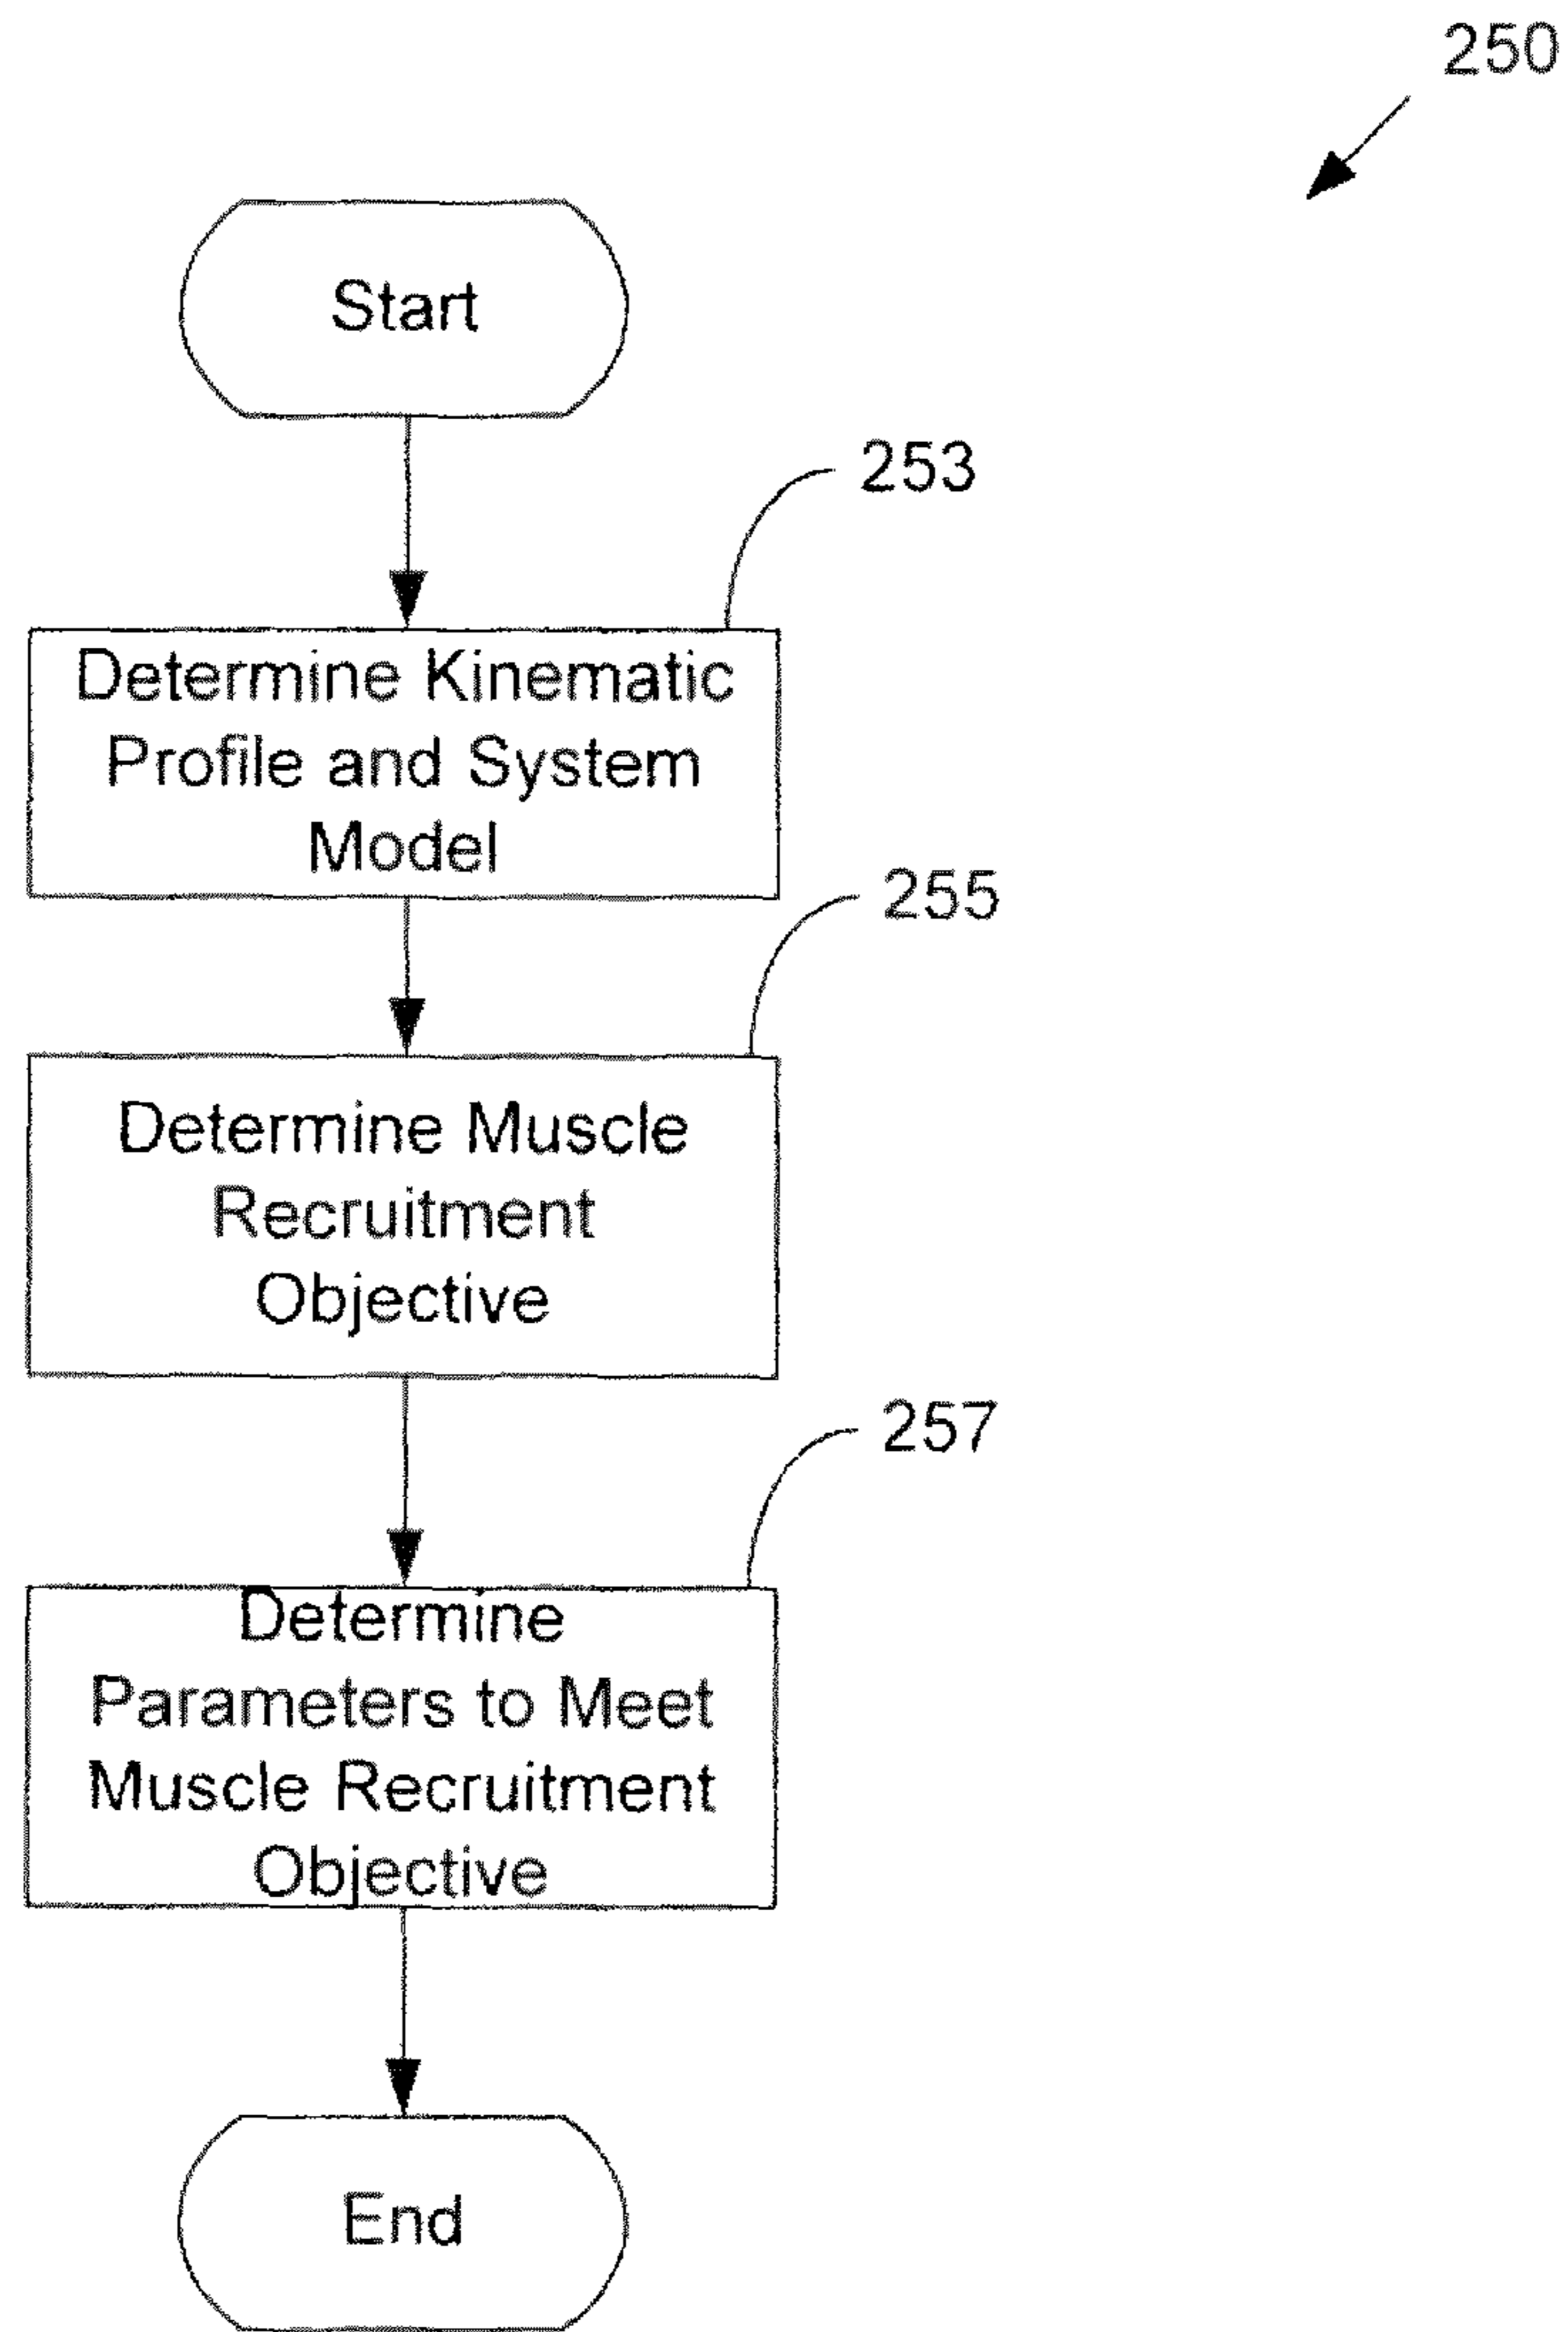 250
Start
253
Determine Kinematic
Profile and System
Model
255
Determine Muscle
Recruitment
Objective
257
Determine
Parameters to Meet
Muscle Recruitment
Objective
End